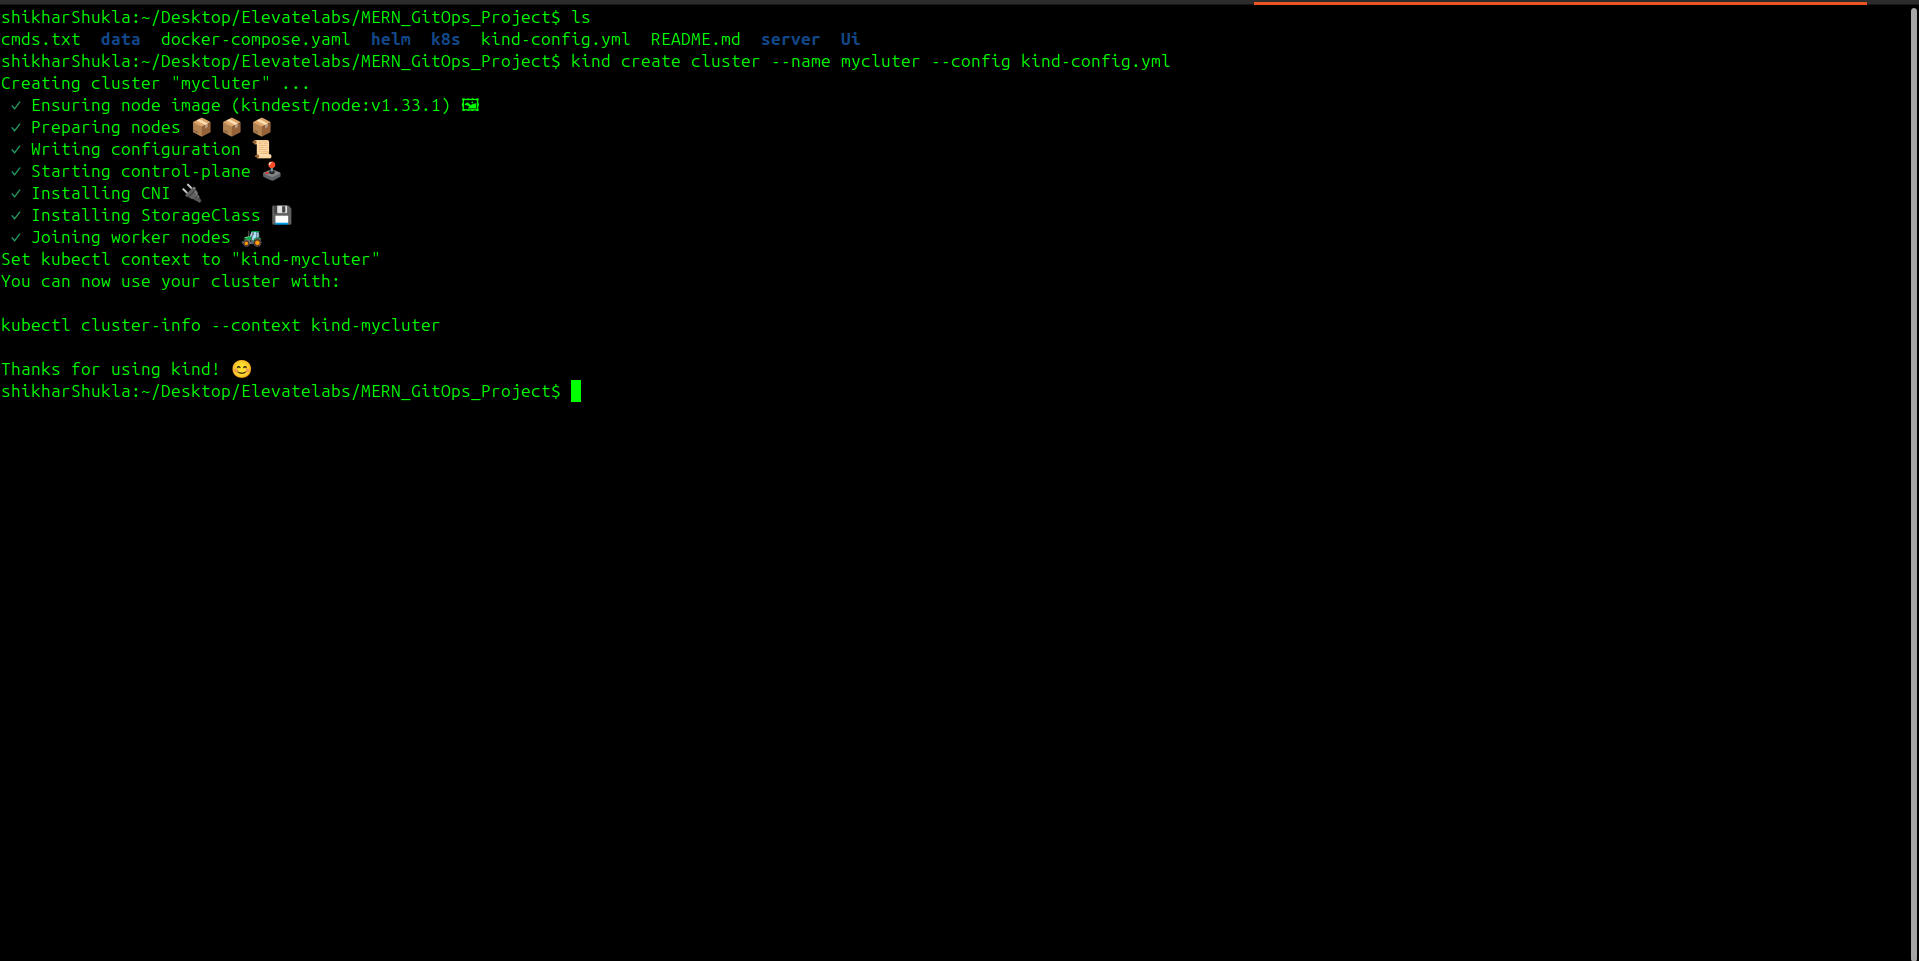 shikharShukla:~/Desktop/Elevatelabs/MERN_GitOps_Project$ ls
cmds.txt  data  docker-compose.yaml  helm  k8s  kind-config.yml  README.md  server  Ui
shikharShukla:~/Desktop/Elevatelabs/MERN_GitOps_Project$ kind create cluster --name mycluter --config kind-config.yml
Creating cluster "mycluter" ...
 ✓ Ensuring node image (kindest/node:v1.33.1) 🖼
 ✓ Preparing nodes 📦 📦 📦
 ✓ Writing configuration 📜
 ✓ Starting control-plane 🕹️
 ✓ Installing CNI 🔌
 ✓ Installing StorageClass 💾
 ✓ Joining worker nodes 🚜
Set kubectl context to "kind-mycluter"
You can now use your cluster with:
kubectl cluster-info --context kind-mycluter
Thanks for using kind! 😊
shikharShukla:~/Desktop/Elevatelabs/MERN_GitOps_Project$